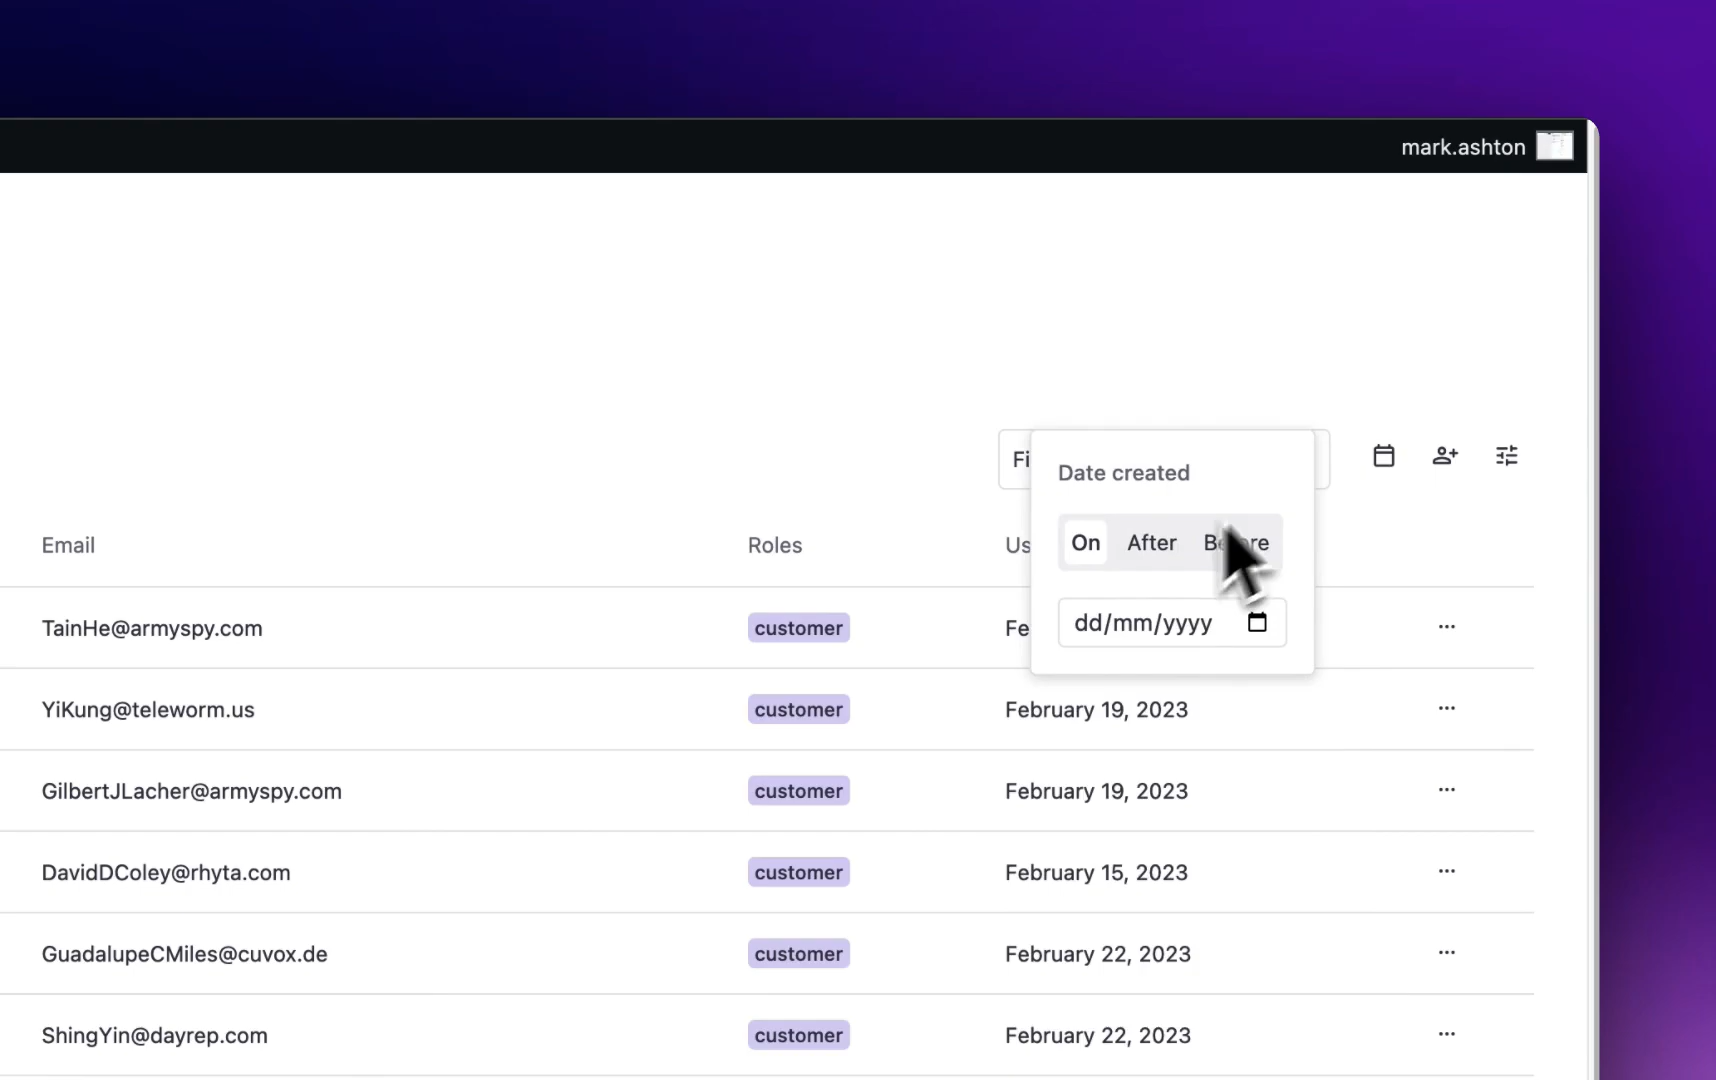 mark.ashton
Fi
Date created
On After Before
Email Roles Us
dd/mm/yyyy
TainHe@armyspy.com customer Fe
YiKung@teleworm.us customer February 19, 2023
GilbertJLacher@armyspy.com customer February 19, 2023
DavidDColey@rhyta.com customer February 15, 2023
GuadalupeCMiles@cuvox.de customer February 22, 2023
ShingYin@dayrep.com customer February 22, 2023